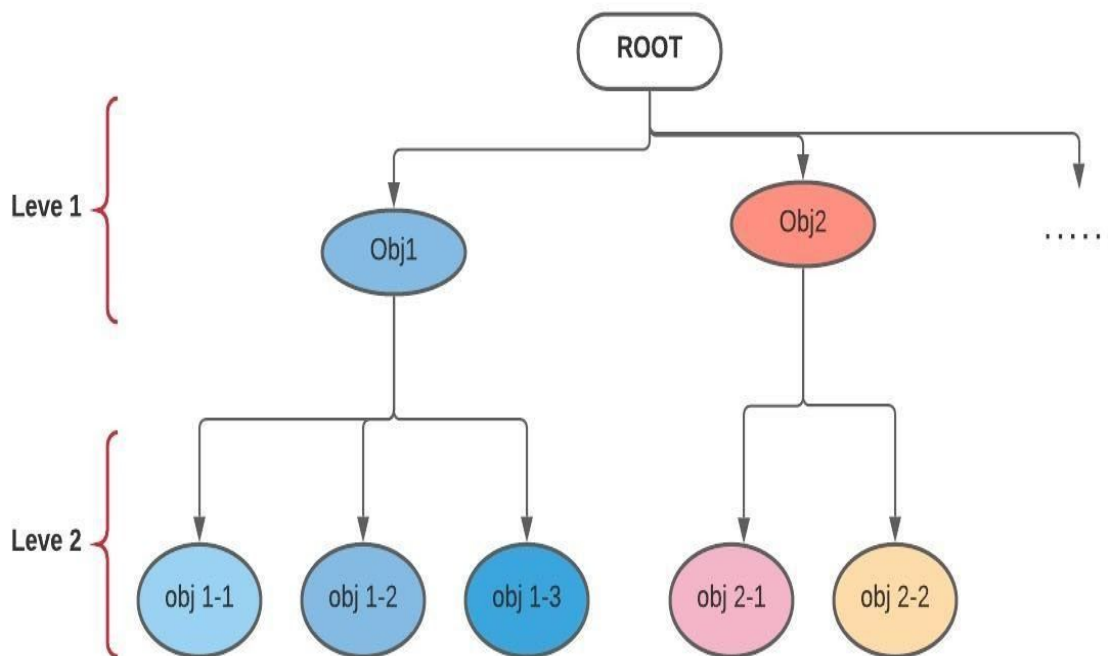 ROOT
Leve 1
Obj1
Obj2
.....
Leve 2
obj 1-1
obj 1-2
obj 1-3
obj 2-1
obj 2-2